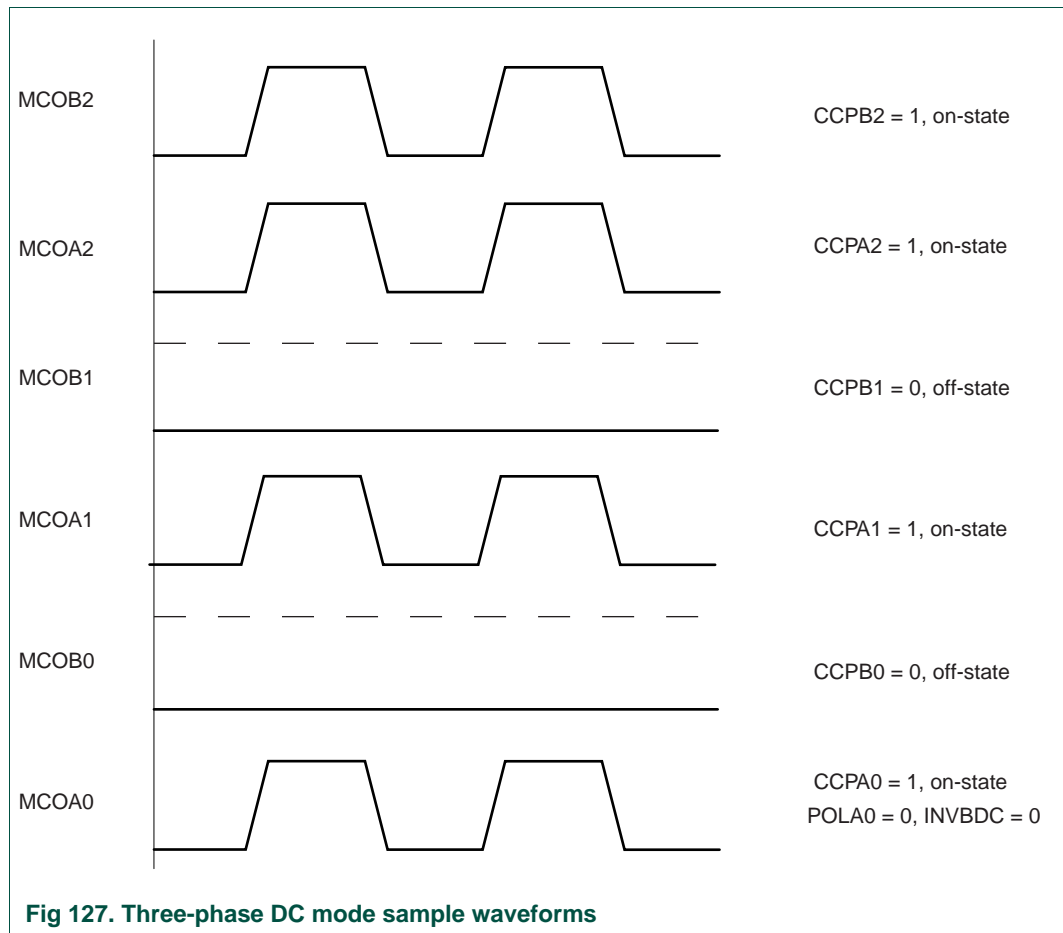 MCOB2
CCPB2 = 1, on-state
MCOA2
CCPA2 = 1, on-state
MCOB1
CCPB1 = 0, off-state
MCOA1
CCPA1 = 1, on-state
MCOB0
CCPB0 = 0, off-state
MCOA0
CCPA0 = 1, on-state
POLA0 = 0, INVBDC = 0
Fig 127. Three-phase DC mode sample waveforms